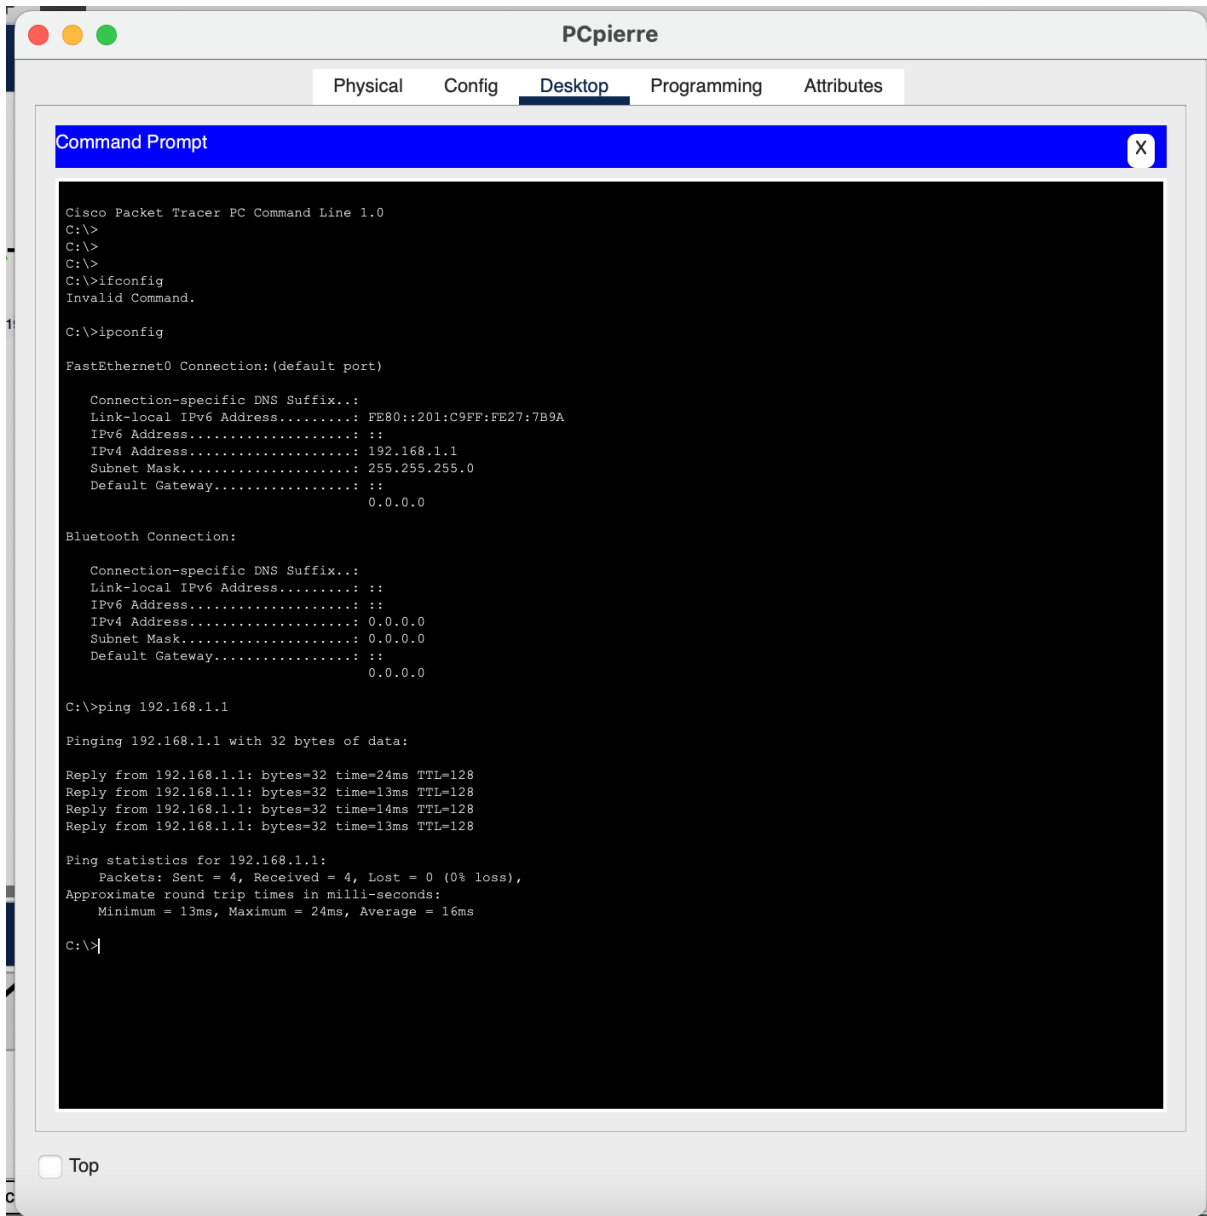 PCpierre
Physical Config Desktop Programming Attributes
Command Prompt
X
Cisco Packet Tracer PC Command Line 1.0
C:\>
C:\>
C:\>
C:\>ifconfig
Invalid Command.
C:\>ipconfig
FastEthernet0 Connection:(default port)
Connection-specific DNS Suffix..:
Link-local IPv6 Address.........: FE80::201:C9FF:FE27:7B9A
IPv6 Address....................: ::
IPv4 Address....................: 192.168.1.1
Subnet Mask.....................: 255.255.255.0
Default Gateway.................: ::
0.0.0.0
Bluetooth Connection:
Connection-specific DNS Suffix..:
Link-local IPv6 Address.........: ::
IPv6 Address....................: ::
IPv4 Address....................: 0.0.0.0
Subnet Mask.....................: 0.0.0.0
Default Gateway.................: ::
0.0.0.0
C:\>ping 192.168.1.1
Pinging 192.168.1.1 with 32 bytes of data:
Reply from 192.168.1.1: bytes=32 time=24ms TTL=128
Reply from 192.168.1.1: bytes=32 time=13ms TTL=128
Reply from 192.168.1.1: bytes=32 time=14ms TTL=128
Reply from 192.168.1.1: bytes=32 time=13ms TTL=128
Ping statistics for 192.168.1.1:
Packets: Sent = 4, Received = 4, Lost = 0 (0% loss),
Approximate round trip times in milli-seconds:
Minimum = 13ms, Maximum = 24ms, Average = 16ms
C:\>
Top